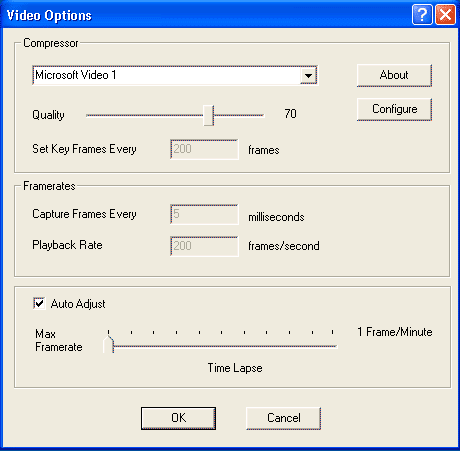 Video Options
Compressor
Microsoft Video 1
About
Quality 70
Configure
Set Key Frames Every 200 frames
Framerates
Capture Frames Every 5 milliseconds
Playback Rate 200 frames/second
Auto Adjust
Max Framerate 1 Frame/Minute
Time Lapse
OK Cancel